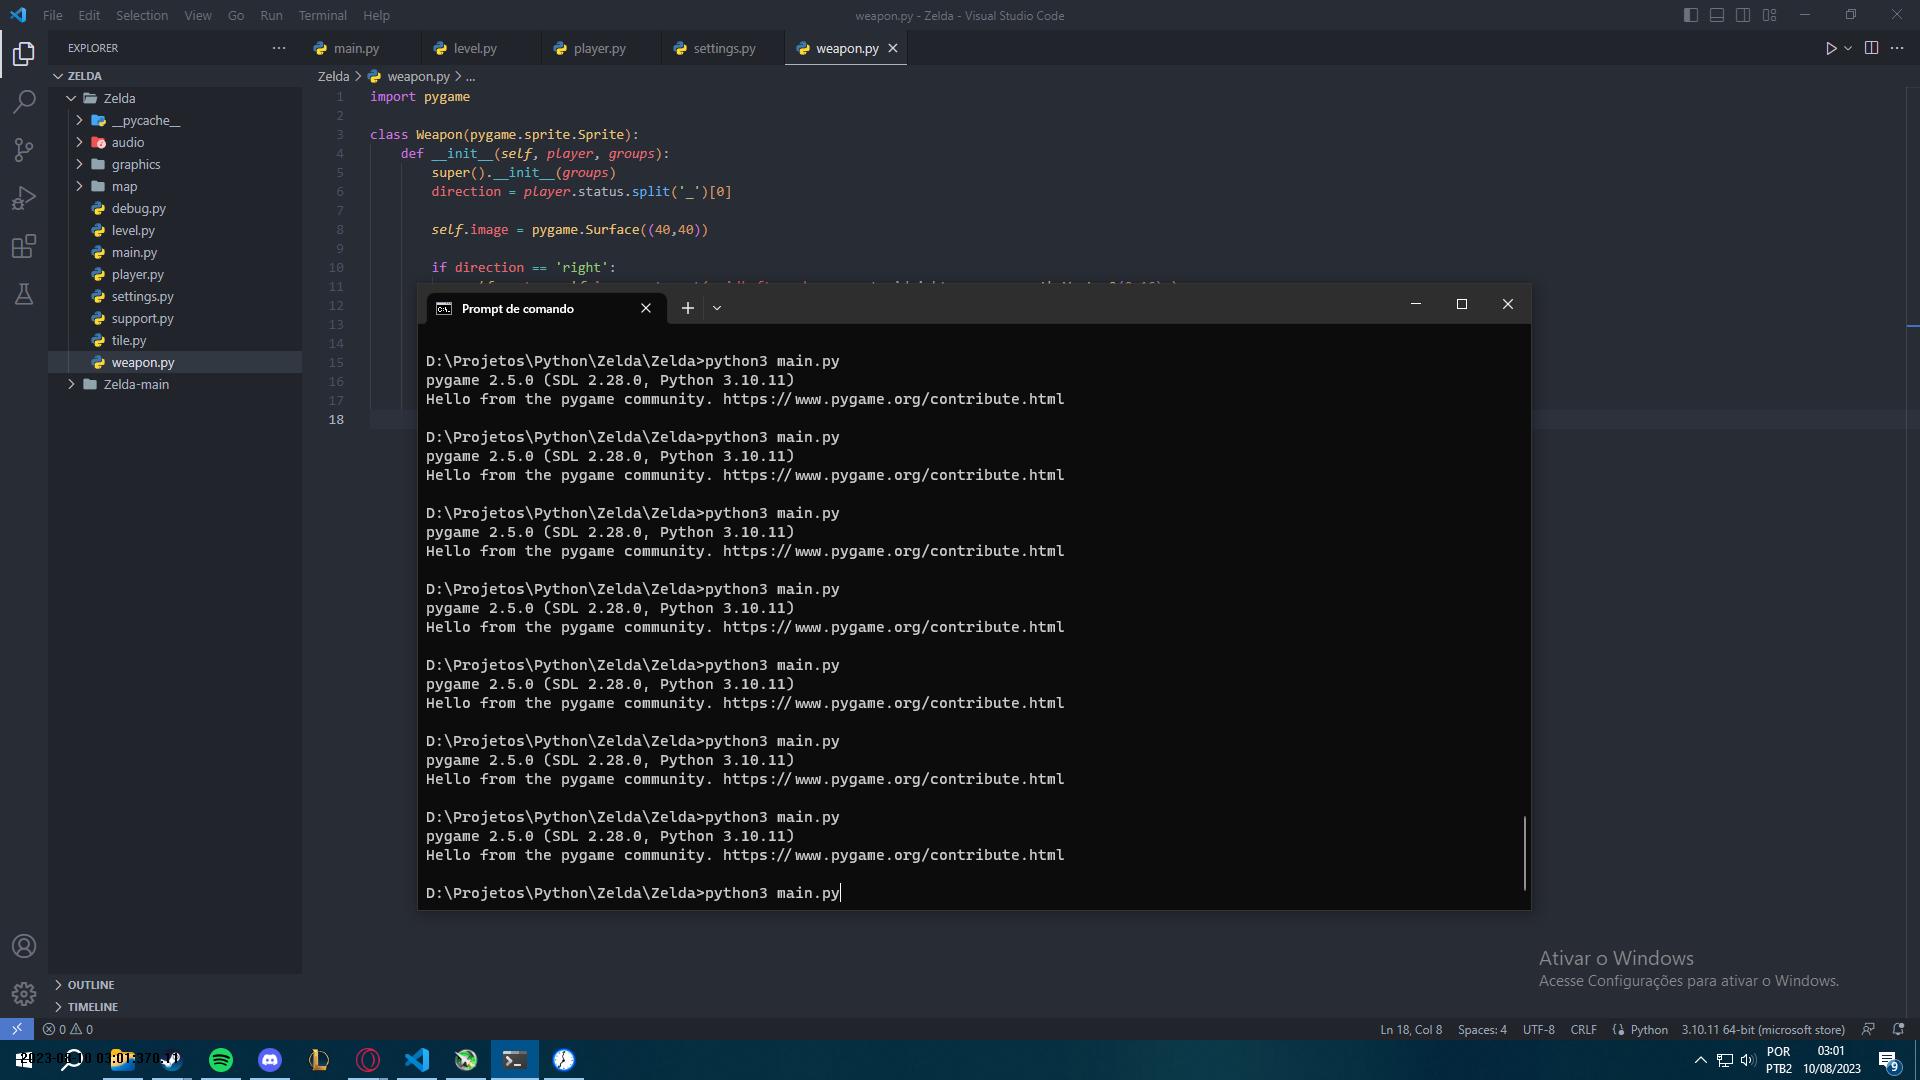 File Edit Selection View Go Run Terminal Help
weapon.py - Zelda - Visual Studio Code
EXPLORER
main.py level.py player.py settings.py weapon.py
ZELDA
Zelda
__pycache__
audio
graphics
map
debug.py
level.py
main.py
player.py
settings.py
support.py
tile.py
weapon.py
Zelda-main
OUTLINE
TIMELINE
Zelda > weapon.py > ...
1 import pygame
2
3 class Weapon(pygame.sprite.Sprite):
4 def __init__(self, player, groups):
5 super().__init__(groups)
6 direction = player.status.split('_')[0]
7
8 self.image = pygame.Surface((40,40))
9
10 if direction == 'right':
11
12
13
14
15
16
17
18
Prompt de comando
D:\Projetos\Python\Zelda\Zelda>python3 main.py
pygame 2.5.0 (SDL 2.28.0, Python 3.10.11)
Hello from the pygame community. https://www.pygame.org/contribute.html
D:\Projetos\Python\Zelda\Zelda>python3 main.py
pygame 2.5.0 (SDL 2.28.0, Python 3.10.11)
Hello from the pygame community. https://www.pygame.org/contribute.html
D:\Projetos\Python\Zelda\Zelda>python3 main.py
pygame 2.5.0 (SDL 2.28.0, Python 3.10.11)
Hello from the pygame community. https://www.pygame.org/contribute.html
D:\Projetos\Python\Zelda\Zelda>python3 main.py
pygame 2.5.0 (SDL 2.28.0, Python 3.10.11)
Hello from the pygame community. https://www.pygame.org/contribute.html
D:\Projetos\Python\Zelda\Zelda>python3 main.py
pygame 2.5.0 (SDL 2.28.0, Python 3.10.11)
Hello from the pygame community. https://www.pygame.org/contribute.html
D:\Projetos\Python\Zelda\Zelda>python3 main.py
pygame 2.5.0 (SDL 2.28.0, Python 3.10.11)
Hello from the pygame community. https://www.pygame.org/contribute.html
D:\Projetos\Python\Zelda\Zelda>python3 main.py
pygame 2.5.0 (SDL 2.28.0, Python 3.10.11)
Hello from the pygame community. https://www.pygame.org/contribute.html
D:\Projetos\Python\Zelda\Zelda>python3 main.py
Ativar o Windows
Acesse Configurações para ativar o Windows.
0 0
Ln 18, Col 8 Spaces: 4 UTF-8 CRLF Python 3.10.11 64-bit (microsoft store)
POR
PTB2
03:01
10/08/2023
9